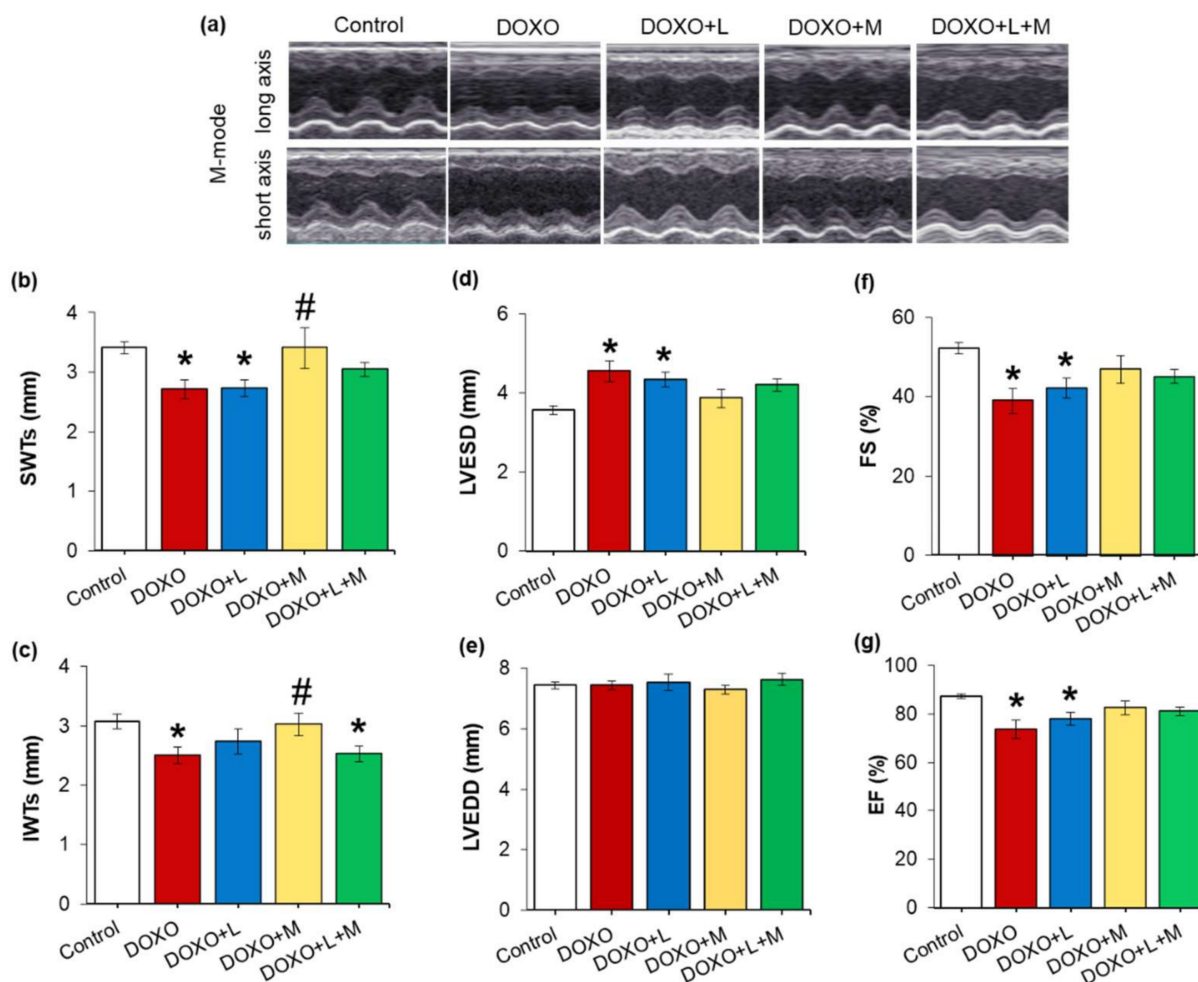 (a)
Control DOXO DOXO+L DOXO+M DOXO+L+M
M-mode
long axis
short axis
(b)
SWTs (mm)
4
3
2
1
0
* * #
Control DOXO DOXO+L DOXO+M DOXO+L+M
(d)
LVESD (mm)
6
4
2
0
* *
Control DOXO DOXO+L DOXO+M DOXO+L+M
(f)
FS (%)
60
40
20
0
* *
Control DOXO DOXO+L DOXO+M DOXO+L+M
(c)
IWTs (mm)
4
3
2
1
0
* # *
Control DOXO DOXO+L DOXO+M DOXO+L+M
(e)
LVEDD (mm)
8
6
4
2
0
Control DOXO DOXO+L DOXO+M DOXO+L+M
(g)
EF (%)
100
80
60
40
20
0
* *
Control DOXO DOXO+L DOXO+M DOXO+L+M